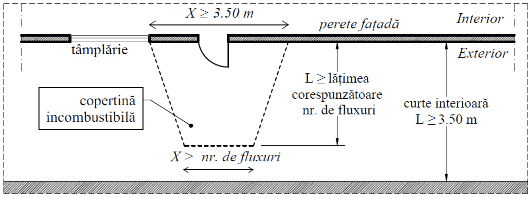 X ≥ 3.50 m
perete fațadă
Interior
Exterior
tâmplărie
L ≥ lățimea
corespunzătoare
nr. de fluxuri
copertină
incombustibilă
curte interioară
L ≥ 3.50 m
X > nr. de fluxuri